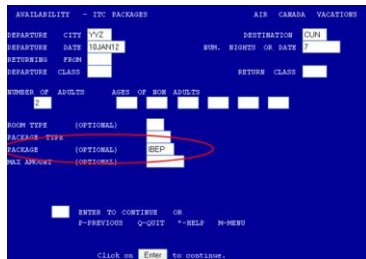 AVAILABILITY - ITC PACKAGES AIR CANADA VACATIONS
DEPARTURE CITY YYZ DESTINATION CUN
DEPARTURE DATE 10JAN12 NUM. NIGHTS OR DATE 7
RETURNING FROM
DEPARTURE CLASS RETURN CLASS
NUMBER OF ADULTS AGES OF NON ADULTS
2
ROOM TYPE (OPTIONAL)
PACKAGE TYPE
PACKAGE (OPTIONAL) IBEP
MAX AMOUNT (OPTIONAL)
ENTER TO CONTINUE OR
P-PREVIOUS Q-QUIT *-HELP M-MENU
Click on Enter to continue.